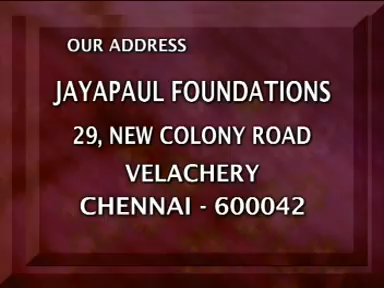 OUR ADDRESS
JAYAPAUL FOUNDATIONS
29, NEW COLONY ROAD
VELACHERY
CHENNAI - 600042